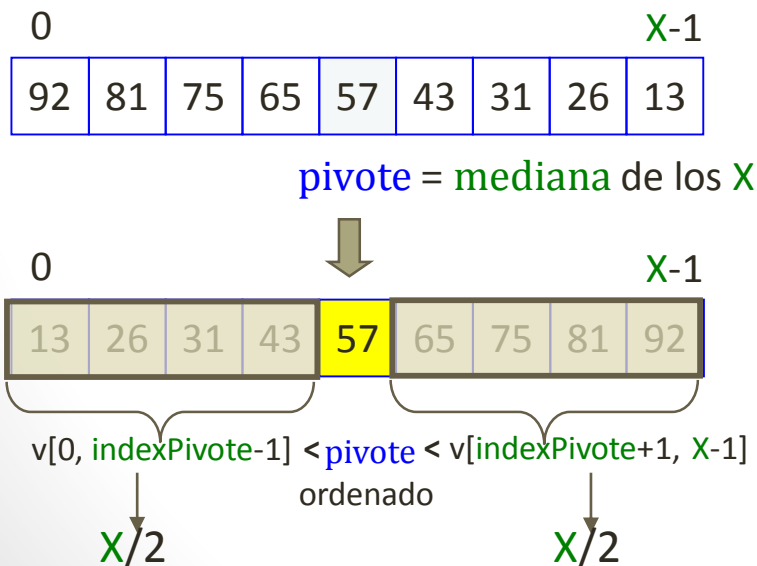 0 X-1
92 81 75 65 57 43 31 26 13
pivote = mediana de los X
0 X-1
13 26 31 43 57 65 75 81 92
v[0, indexPivote-1] < pivote < v[indexPivote+1, X-1]
ordenado
X/2 X/2